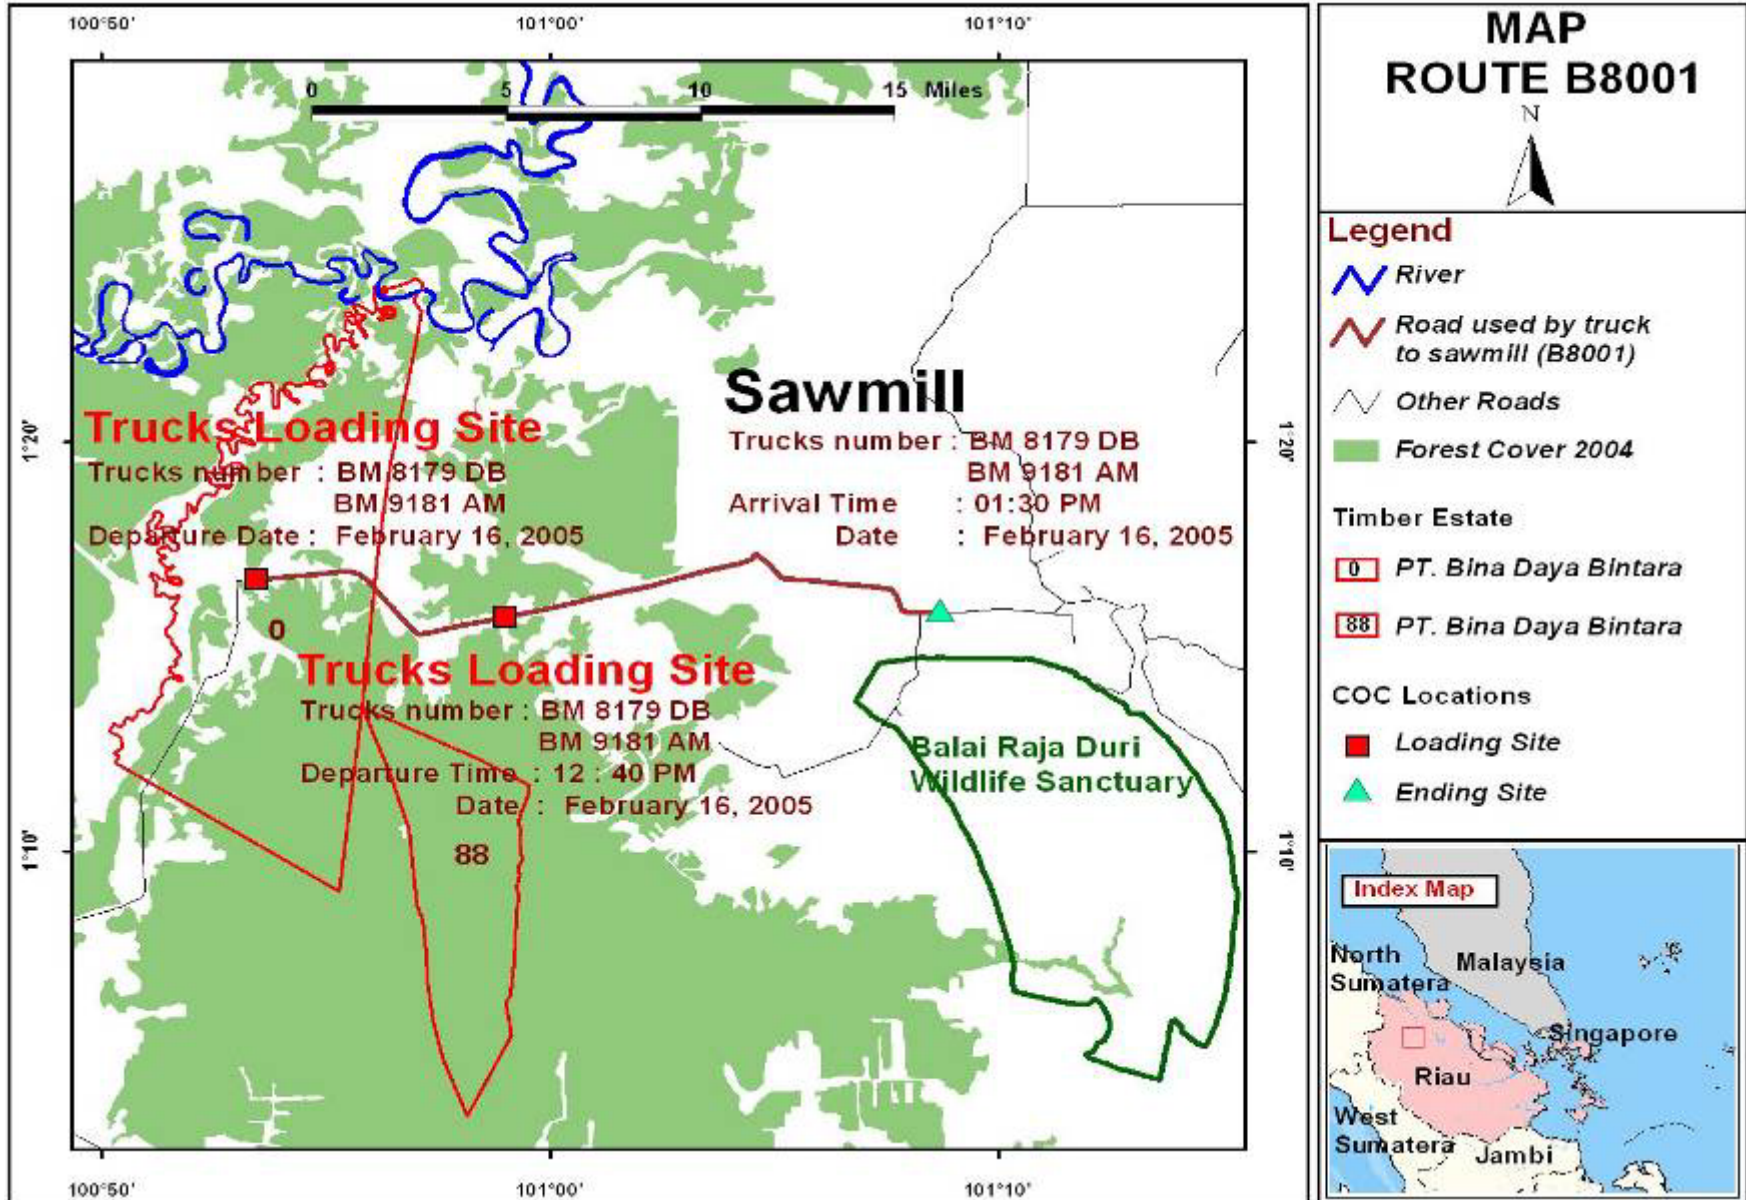 100°50'
101°00'
101°10'
0 5 10 15 Miles
1°20'
1°20'
Sawmill
Trucks number : BM 8179 DB
BM 9181 AM
Arrival Time : 01:30 PM
Date : February 16, 2005
Trucks Loading Site
Trucks number : BM 8179 DB
BM 9181 AM
Departure Date : February 16, 2005
0
Trucks Loading Site
Trucks number : BM 8179 DB
BM 9181 AM
Departure Time : 12 : 40 PM
Date : February 16, 2005
88
Balai Raja Duri
Wildlife Sanctuary
1°10'
1°10'
100°50'
101°00'
101°10'
MAP
ROUTE B8001
N
Legend
River
Road used by truck
to sawmill (B8001)
Other Roads
Forest Cover 2004
Timber Estate
0 PT. Bina Daya Bintara
88 PT. Bina Daya Bintara
COC Locations
Loading Site
Ending Site
Index Map
North
Sumatera
Malaysia
Singapore
Riau
West
Sumatera
Jambi